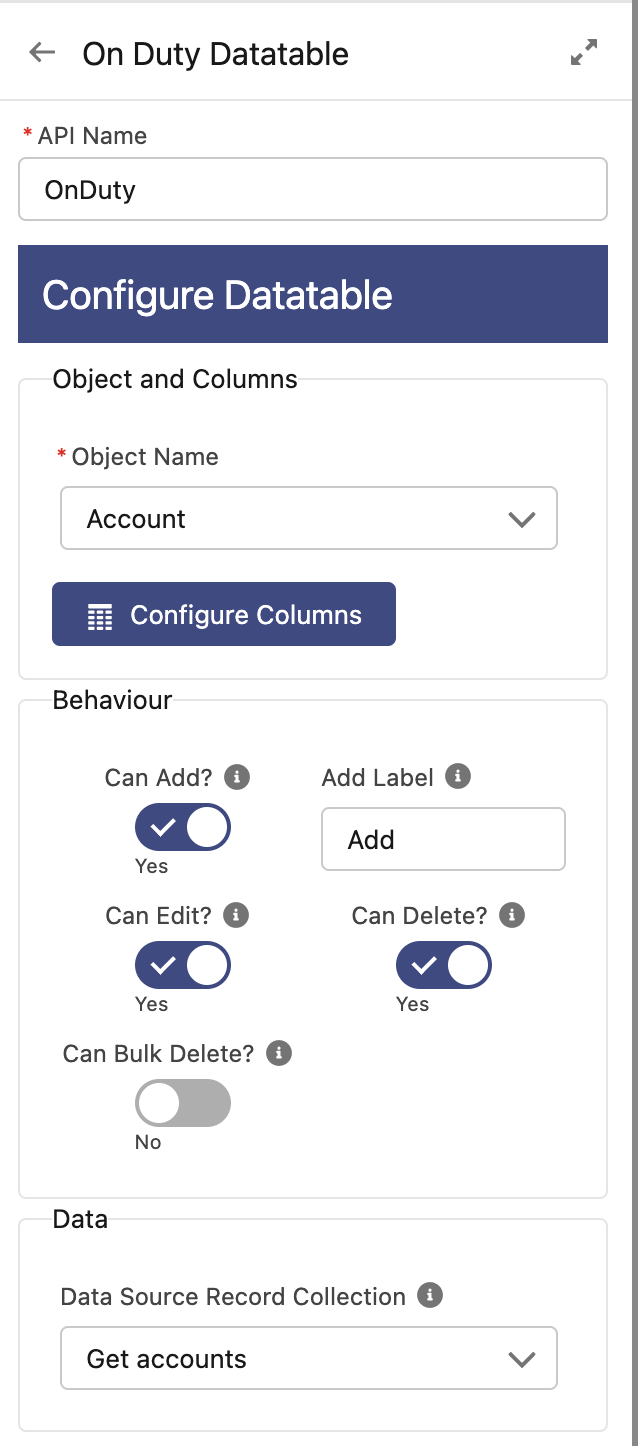 On Duty Datatable
* API Name
OnDuty
Configure Datatable
Object and Columns
* Object Name
Account
Configure Columns
Behaviour
Can Add? Add Label
Add
Yes
Can Edit? Can Delete?
Yes Yes
Can Bulk Delete?
No
Data
Data Source Record Collection
Get accounts